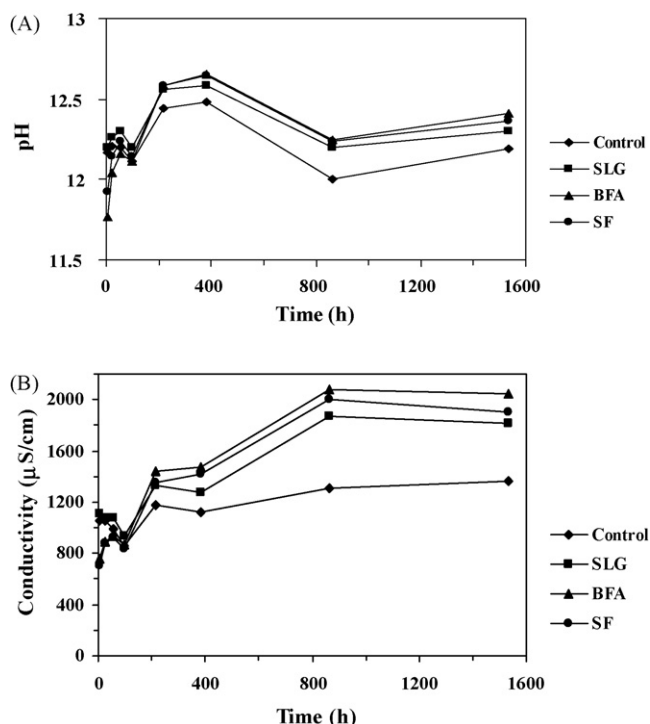 (A)
13
12.5
12
11.5
pH
0
400
800
1200
1600
Time (h)
Control
SLG
BFA
SF
(B)
2000
1600
1200
800
400
0
Conductivity (µS/cm)
0
400
800
1200
1600
Time (h)
Control
SLG
BFA
SF